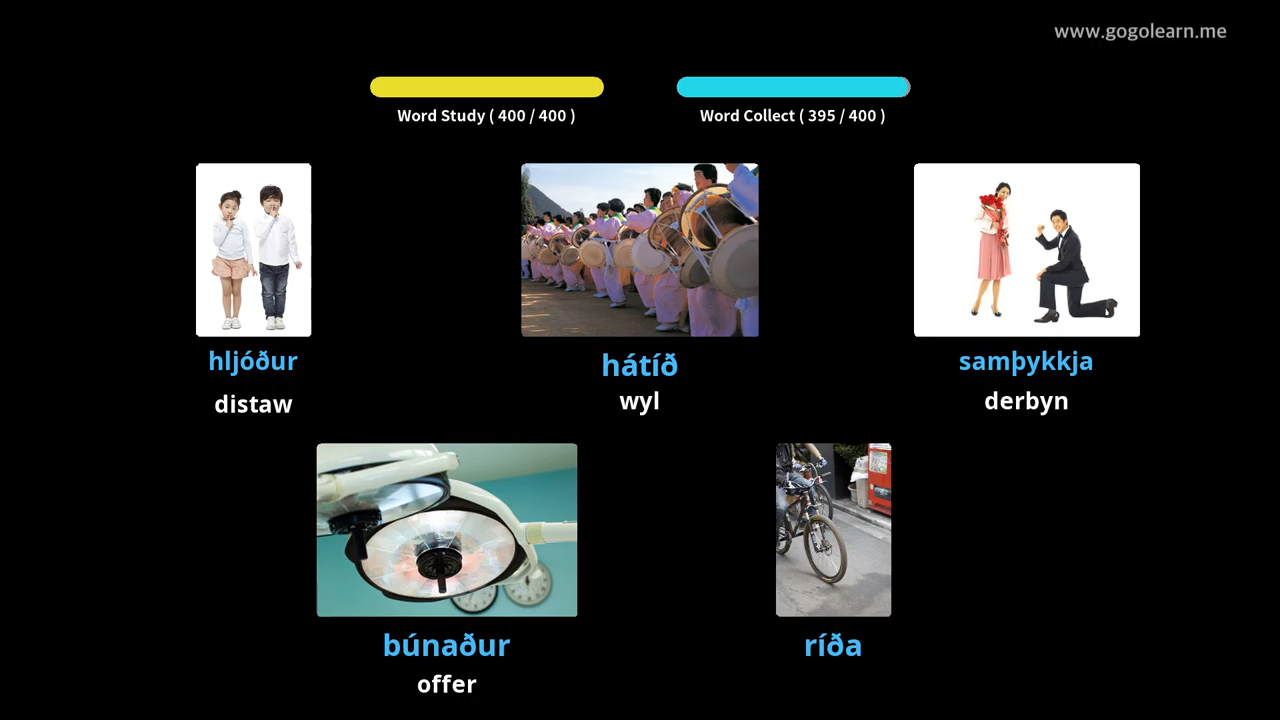 www.gogolearn.me
Word Study ( 400 / 400 )
Word Collect ( 395 / 400 )
hljóður
distaw
hátíð
wyl
samþykkja
derbyn
búnaður
offer
ríða